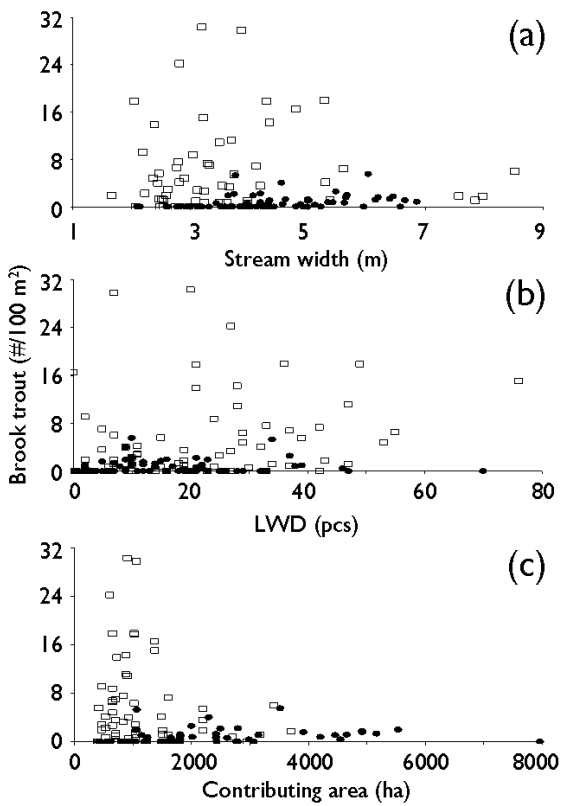 32
(a)
24
16
8
0
1 3 5 7 9
Stream width (m)
Brook trout (#/100 m²)
32
(b)
24
16
8
0
0 20 40 60 80
LWD (pcs)
32
(c)
24
16
8
0
0 2000 4000 6000 8000
Contributing area (ha)